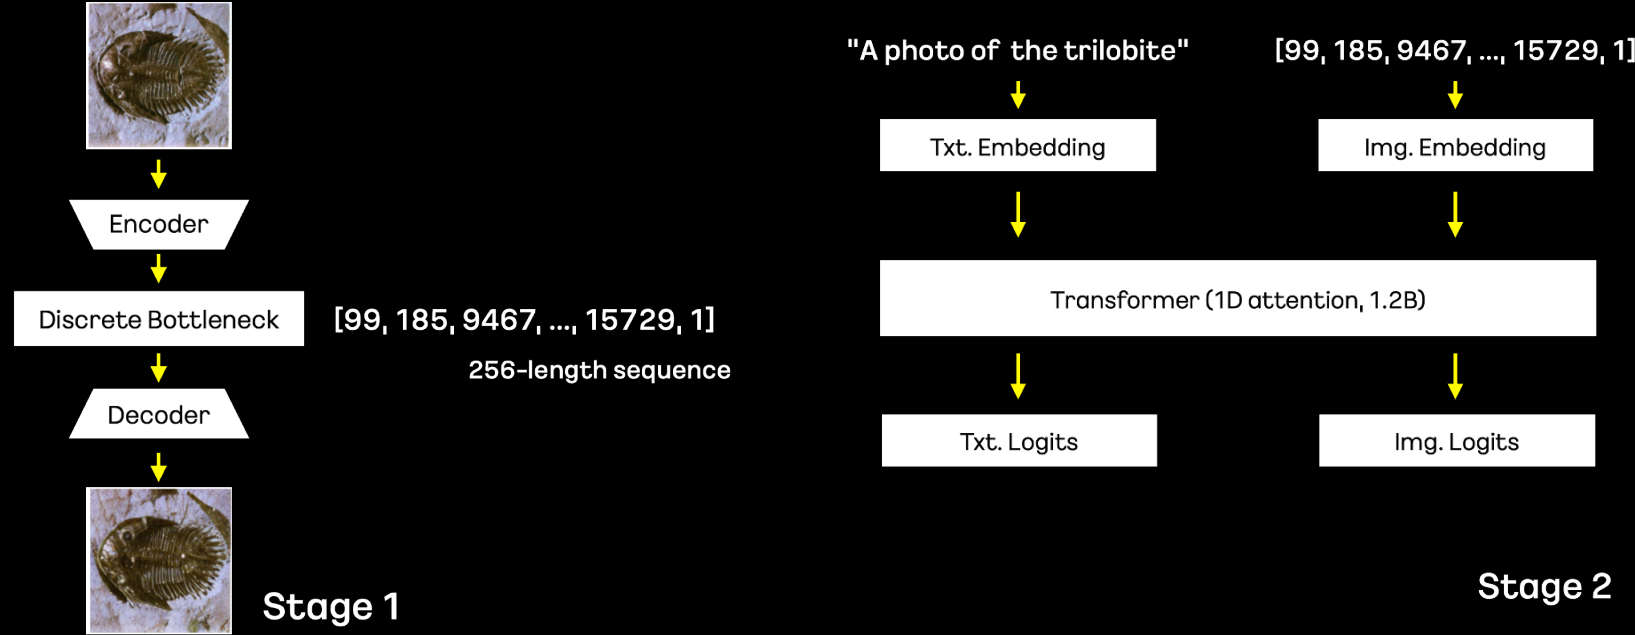 Encoder
Discrete Bottleneck
[99, 185, 9467, ..., 15729, 1]
256-length sequence
Decoder
Stage 1
"A photo of the trilobite"
[99, 185, 9467, ..., 15729, 1]
Txt. Embedding
Img. Embedding
Transformer (1D attention, 1.2B)
Txt. Logits
Img. Logits
Stage 2